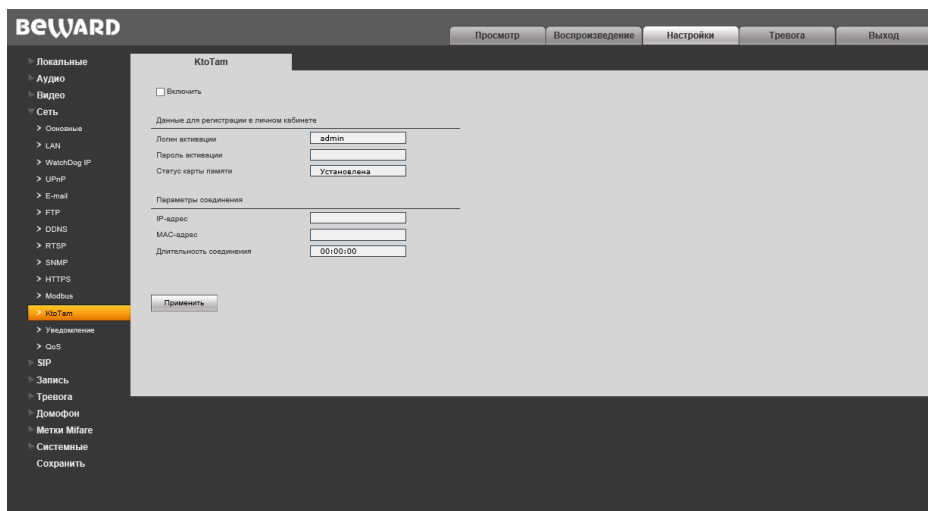 BEWARD
Просмотр
Воспроизведение
Настройки
Тревога
Выход
Локальные
Аудио
Видео
Сеть
Основные
LAN
WatchDog IP
UPnP
E-mail
FTP
DDNS
RTSP
SNMP
HTTPS
Modbus
KtoTam
Уведомление
QoS
SIP
Запись
Тревога
Домофон
Метки Mifare
Системные
Сохранить
KtoTam
Включить
Данные для регистрации в личном кабинете
Логин активации admin
Пароль активации
Статус карты памяти Установлена
Параметры соединения
IP-адрес
MAC-адрес
Длительность соединения 00:00:00
Применить